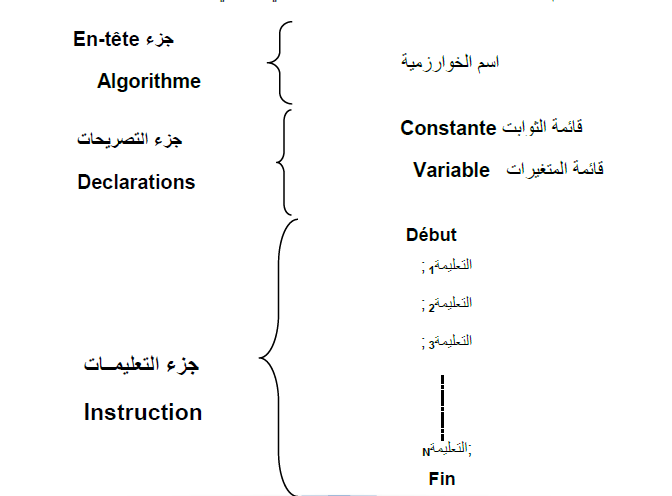 جزء En-tête
Algorithme
اسم الخوارزمية
جزء التصريحات
Declarations
Constante قائمة الثوابت
Variable قائمة المتغيرات
Début
التعليمة1 ;
التعليمة2 ;
التعليمة3 ;
جزء التعليمــات
Instruction
التعليمةN;
Fin